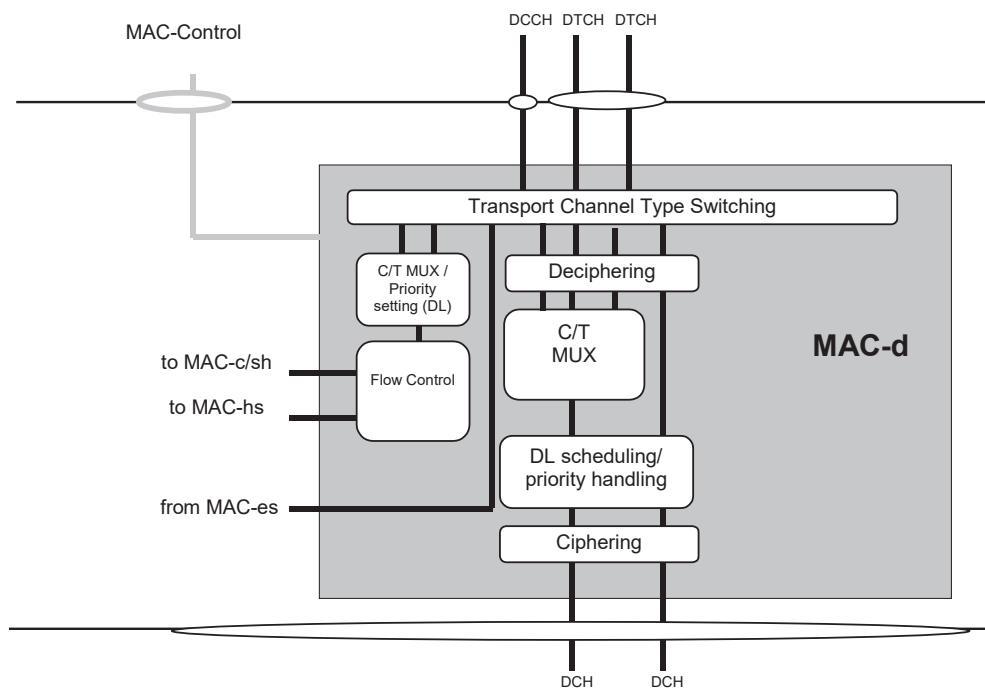 DCCH DTCH DTCH
MAC-Control
Transport Channel Type Switching
C/T MUX /
Priority
setting (DL)
Deciphering
C/T
MUX
MAC-d
to MAC-c/sh
Flow Control
to MAC-hs
DL scheduling/
priority handling
from MAC-es
Ciphering
DCH DCH